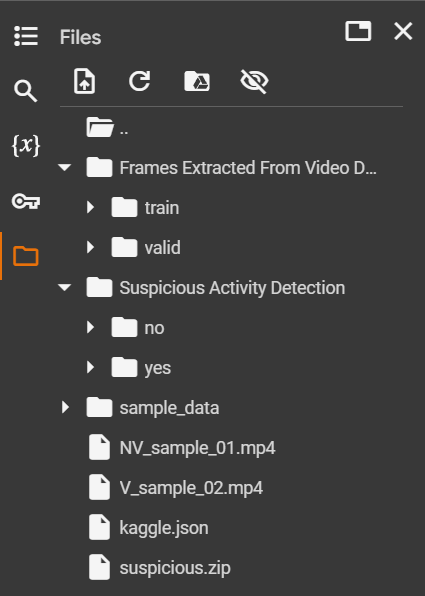 Files
{x}
..
Frames Extracted From Video D...
train
valid
Suspicious Activity Detection
no
yes
sample_data
NV_sample_01.mp4
V_sample_02.mp4
kaggle.json
suspicious.zip